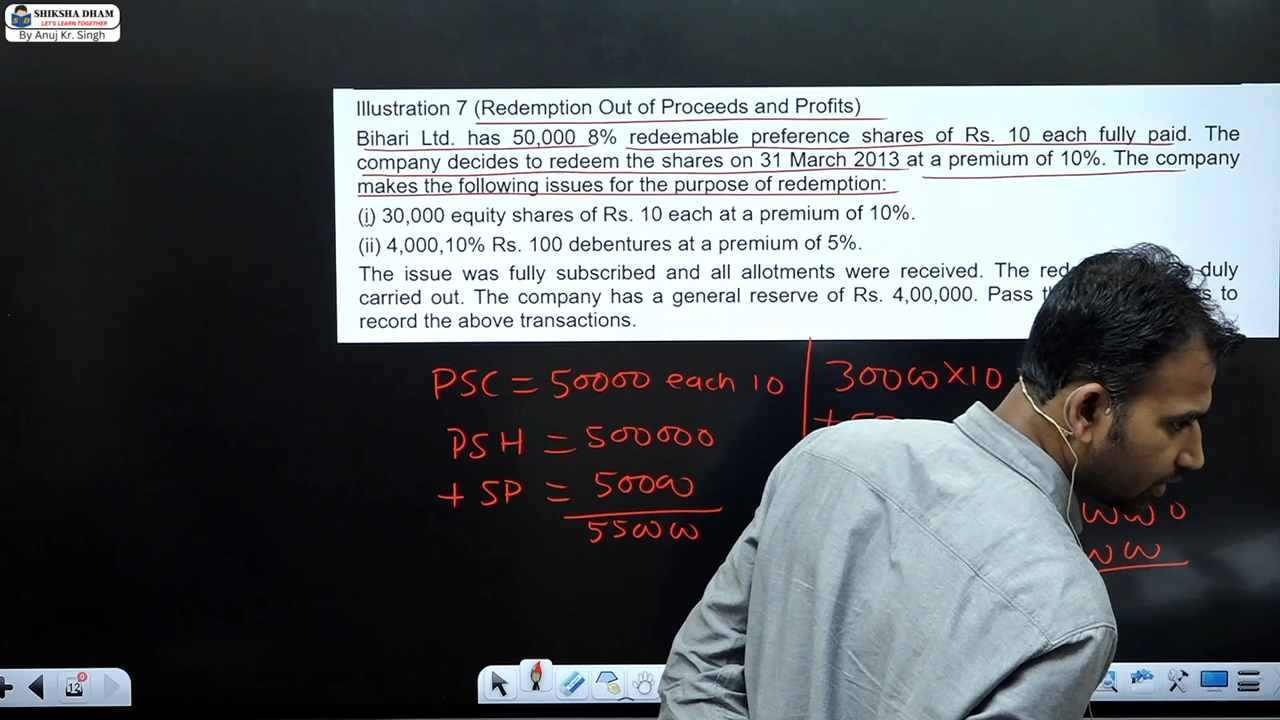 SHIKSHA DHAM
LET'S LEARN TOGETHER
By Anuj Kr. Singh
Illustration 7 (Redemption Out of Proceeds and Profits)
Bihari Ltd. has 50,000 8% redeemable preference shares of Rs. 10 each fully paid. The
company decides to redeem the shares on 31 March 2013 at a premium of 10%. The company
makes the following issues for the purpose of redemption:
(i) 30,000 equity shares of Rs. 10 each at a premium of 10%.
(ii) 4,000,10% Rs. 100 debentures at a premium of 5%.
The issue was fully subscribed and all allotments were received. The duly
carried out. The company has a general reserve of Rs. 4,00,000. Pass to
record the above transactions.
PSC = 50000 each 10
30000×10
PSH = 500000
+ SP = 50000
550000
12